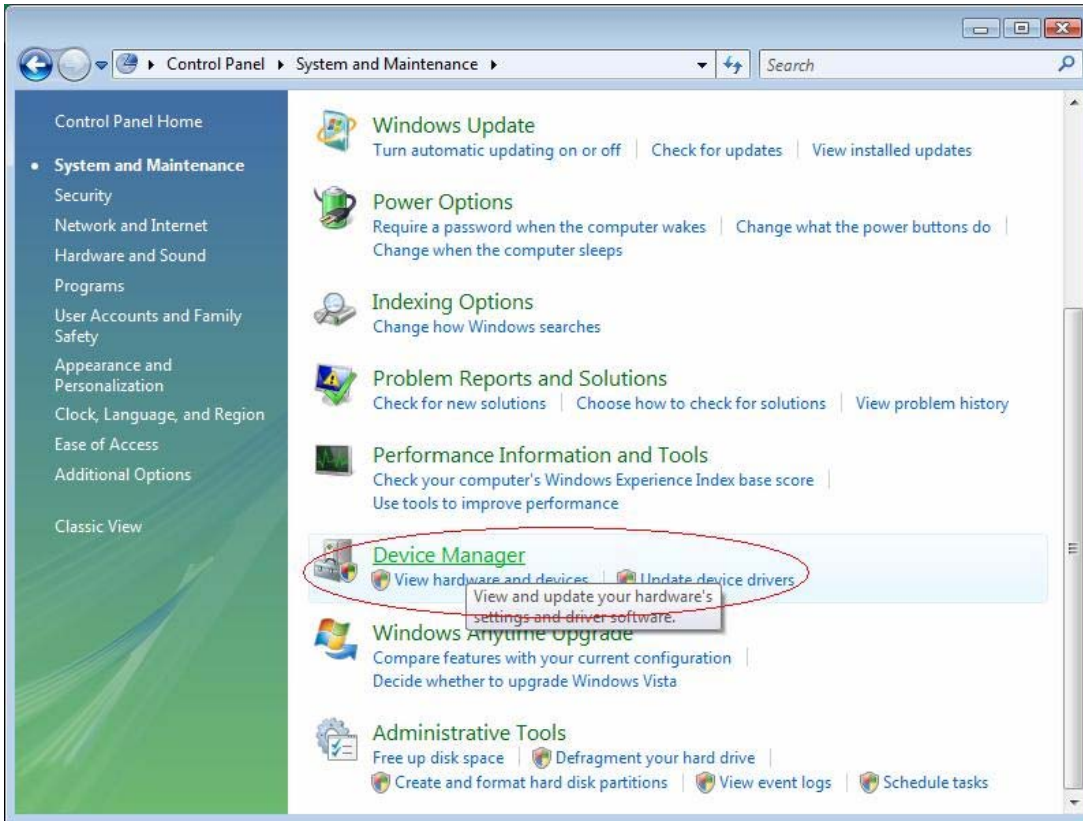 Control Panel System and Maintenance
Search
Control Panel Home
System and Maintenance
Security
Network and Internet
Hardware and Sound
Programs
User Accounts and Family
Safety
Appearance and
Personalization
Clock, Language, and Region
Ease of Access
Additional Options
Classic View
Windows Update
Turn automatic updating on or off Check for updates View installed updates
Power Options
Require a password when the computer wakes Change what the power buttons do
Change when the computer sleeps
Indexing Options
Change how Windows searches
Problem Reports and Solutions
Check for new solutions Choose how to check for solutions View problem history
Performance Information and Tools
Check your computer's Windows Experience Index base score
Use tools to improve performance
Device Manager
View hardware and devices Update device drivers
View and update your hardware's
settings and driver software.
Windows Anytime Upgrade
Compare features with your current configuration
Decide whether to upgrade Windows Vista
Administrative Tools
Free up disk space Defragment your hard drive
Create and format hard disk partitions View event logs Schedule tasks